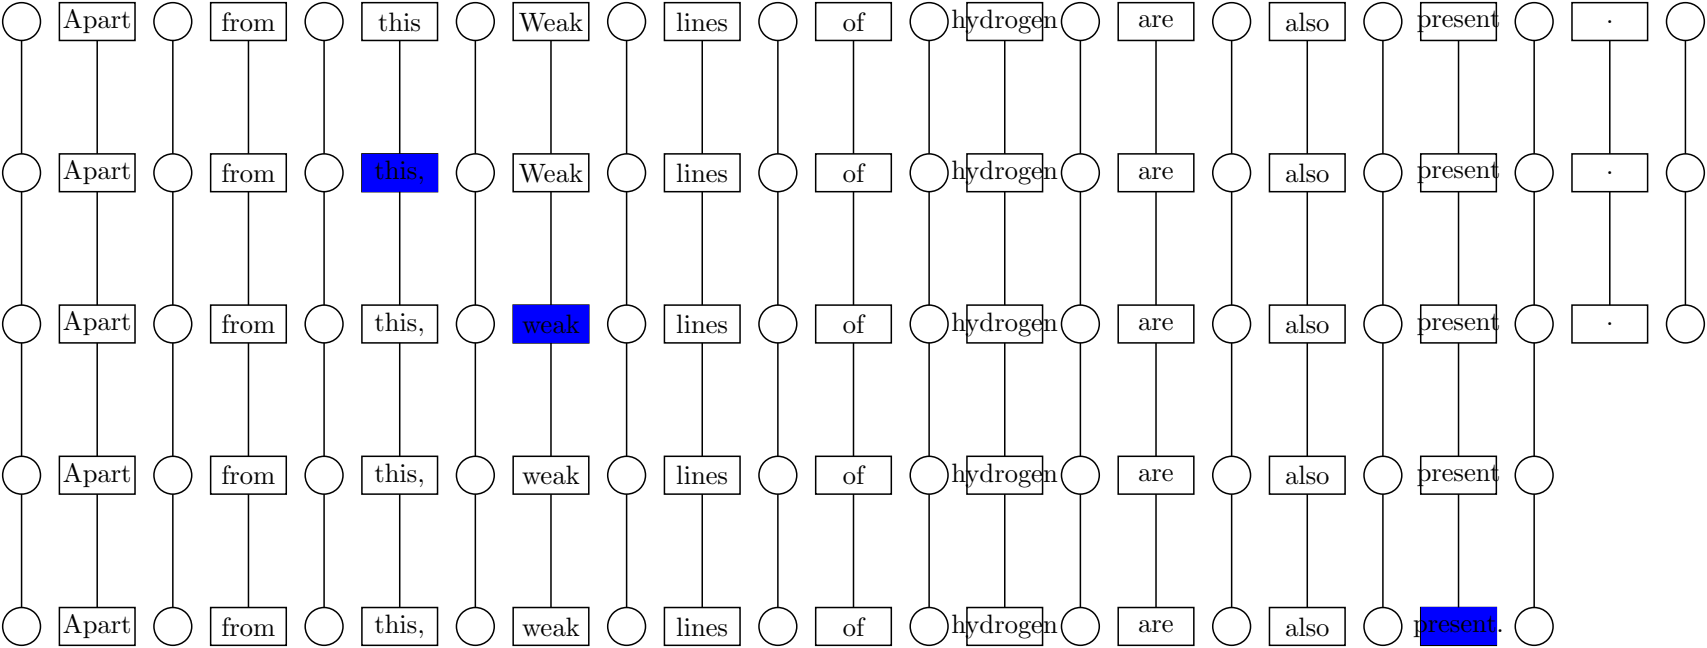 Apart from this Weak lines of hydrogen are also present .
Apart from this, Weak lines of hydrogen are also present .
Apart from this, weak lines of hydrogen are also present .
Apart from this, weak lines of hydrogen are also present
Apart from this, weak lines of hydrogen are also present.